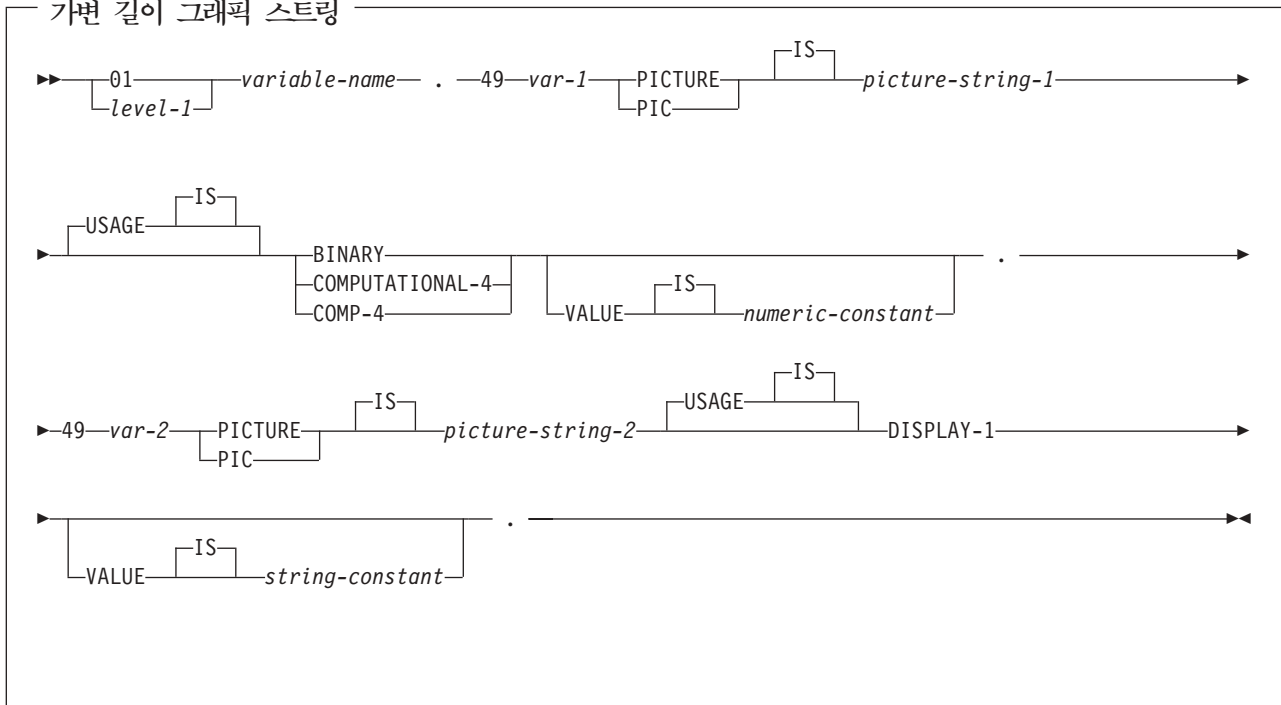 가변 길이 그래픽 스트링
IS
01 variable-name . 49 var-1 PICTURE picture-string-1
level-1 PIC
IS
USAGE
BINARY .
COMPUTATIONAL-4 IS
COMP-4 VALUE numeric-constant
IS IS
USAGE
49 var-2 PICTURE picture-string-2 DISPLAY-1
PIC
.
IS
VALUE string-constant